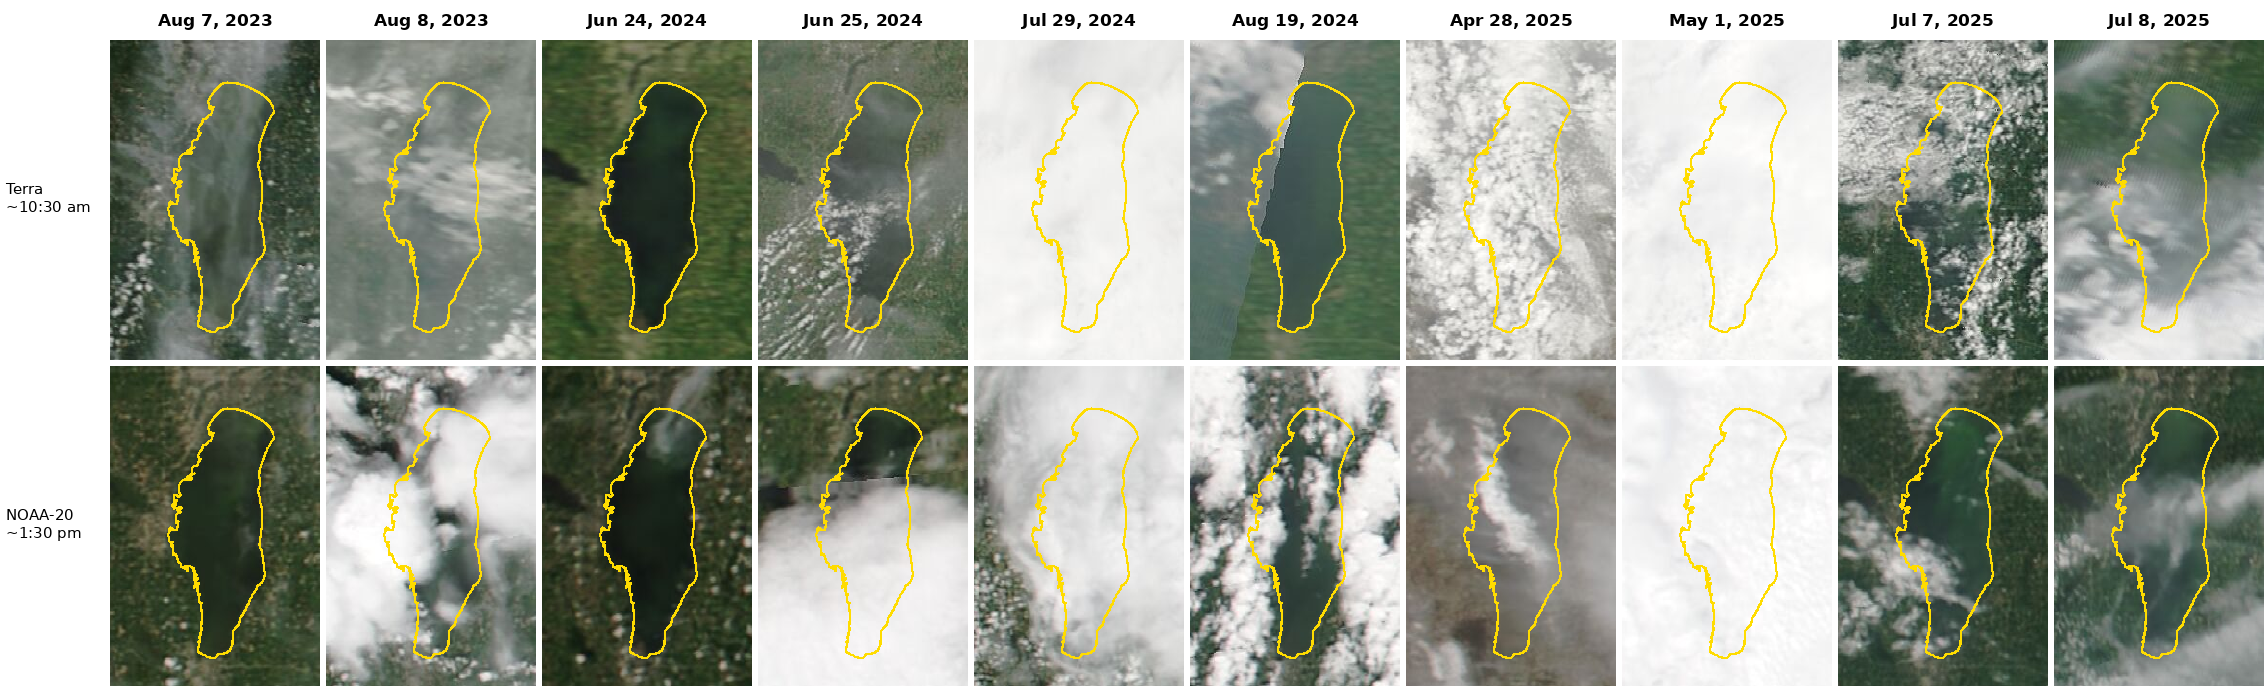 Aug 7, 2023
Aug 8, 2023
Jun 24, 2024
Jun 25, 2024
Jul 29, 2024
Aug 19, 2024
Apr 28, 2025
May 1, 2025
Jul 7, 2025
Jul 8, 2025
Terra
~10:30 am
NOAA-20
~1:30 pm